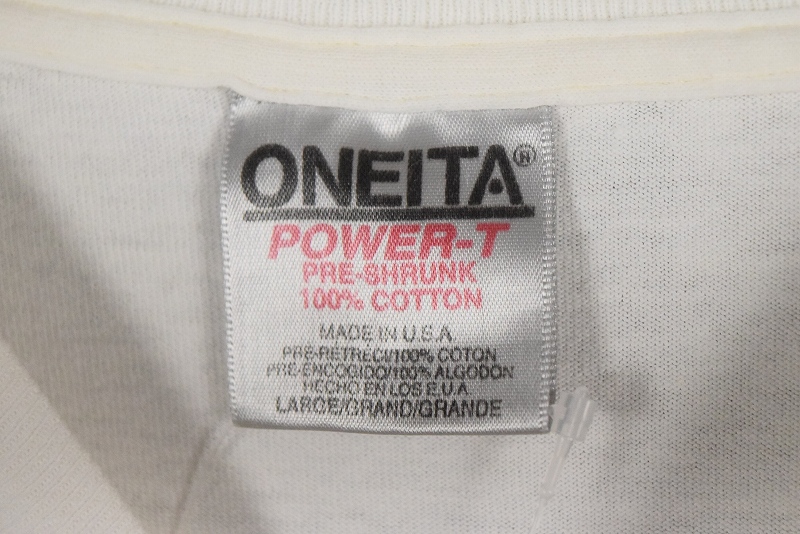 ONEITA®
POWER-T
PRE-SHRUNK
100% COTTON
MADE IN U.S.A
PRE-RETRECI/100% COTON
PRE-ENCOGIDO/100% ALGODON
HECHO EN LOS E.U.A
LARGE/GRAND/GRANDE